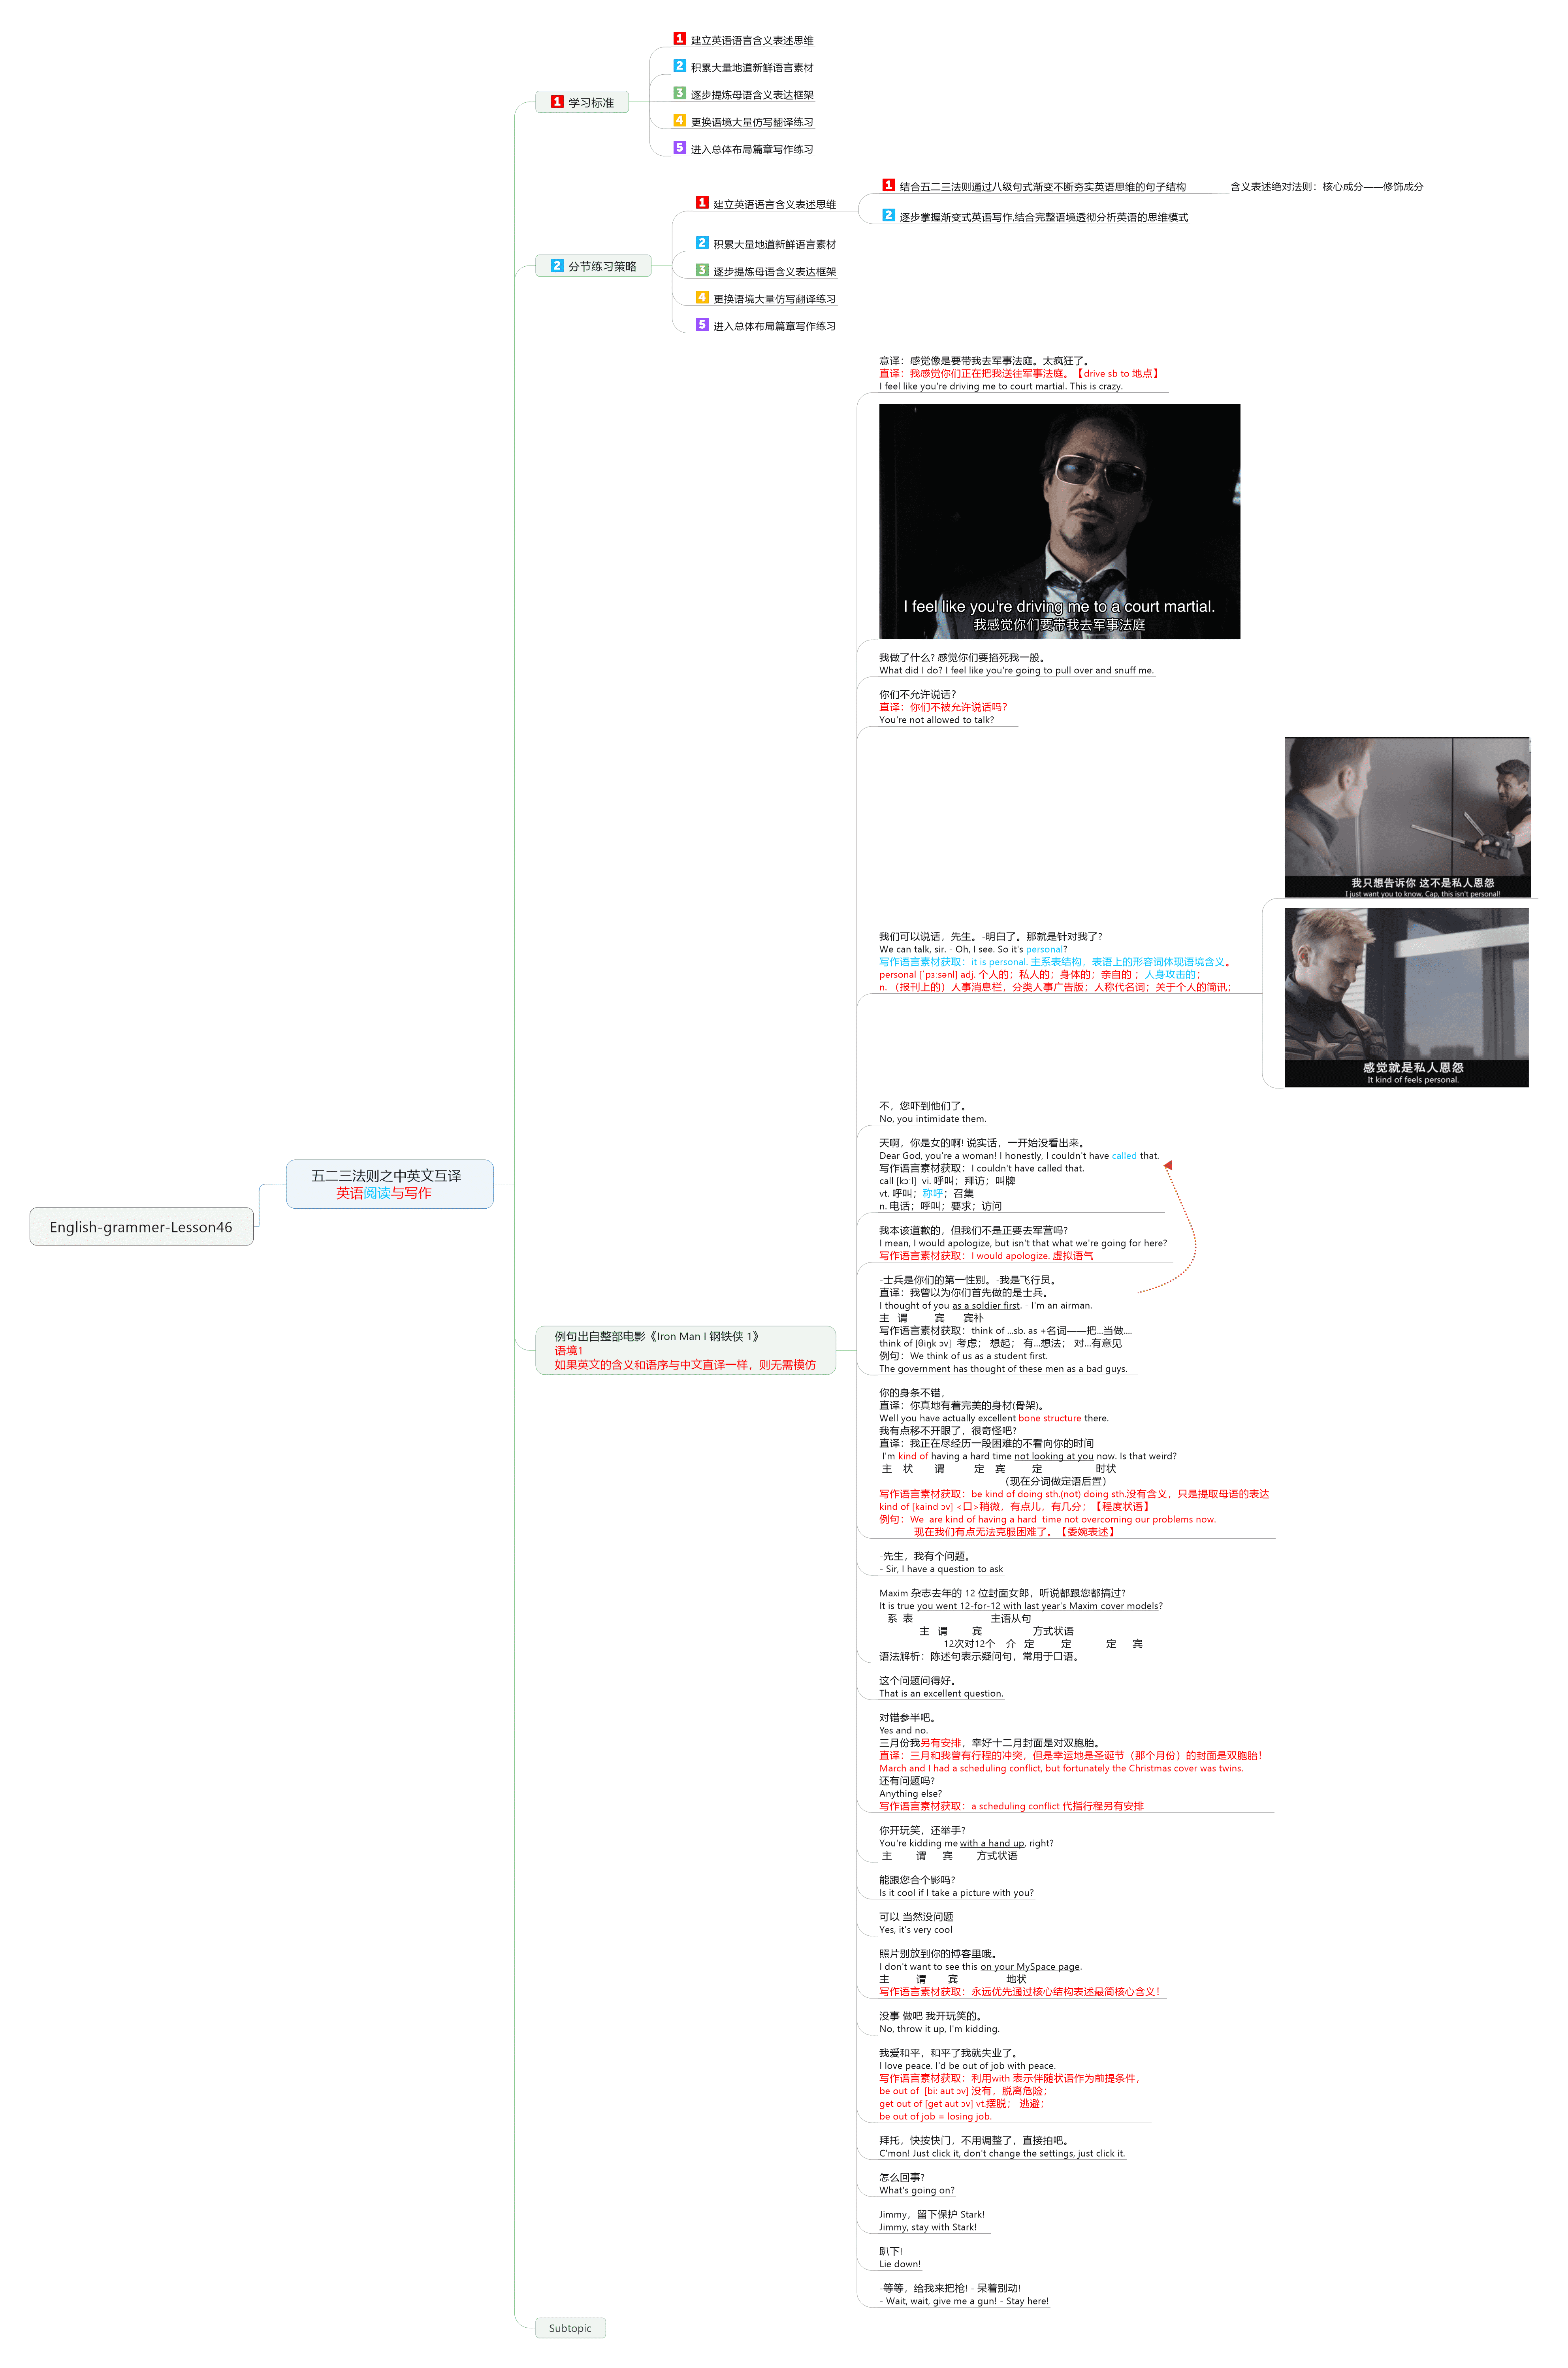 English-grammer-Lesson46
五二三法则之中英文互译
英语阅读与写作
1 学习标准
1 建立英语语言含义表述思维
2 积累大量地道新鲜语言素材
3 逐步提炼母语含义表达框架
4 更换语境大量仿写翻译练习
5 进入总体布局篇章写作练习
2 分节练习策略
1 建立英语语言含义表述思维
1 结合五二三法则通过八级句式渐变不断夯实英语思维的句子结构
含义表述绝对法则：核心成分——修饰成分
2 逐步掌握渐变式英语写作,结合完整语境透彻分析英语的思维模式
2 积累大量地道新鲜语言素材
3 逐步提炼母语含义表达框架
4 更换语境大量仿写翻译练习
5 进入总体布局篇章写作练习
例句出自整部电影《Iron Man I 钢铁侠 1》
语境1
如果英文的含义和语序与中文直译一样，则无需模仿
意译：感觉像是要带我去军事法庭。太疯狂了。
直译：我感觉你们正在把我送往军事法庭。【drive sb to 地点】
I feel like you're driving me to court martial. This is crazy.
I feel like you're driving me to a court martial.
我感觉你们要带我去军事法庭
我做了什么? 感觉你们要掐死我一般。
What did I do? I feel like you're going to pull over and snuff me.
你们不允许说话？
直译：你们不被允许说话吗？
You're not allowed to talk?
我们可以说话，先生。-明白了。那就是针对我了?
We can talk, sir. - Oh, I see. So it's personal?
写作语言素材获取：it is personal. 主系表结构，表语上的形容词体现语境含义。
personal [ˈpɜːsənl] adj. 个人的；私人的；身体的；亲自的 ；人身攻击的；
n. （报刊上的）人事消息栏，分类人事广告版；人称代名词；关于个人的简讯；
我只想告诉你 这不是私人恩怨
I just want you to know, Cap, this isn't personal!
感觉就是私人恩怨
It kind of feels personal.
不，您吓到他们了。
No, you intimidate them.
天啊，你是女的啊! 说实话，一开始没看出来。
Dear God, you're a woman! I honestly, I couldn't have called that.
写作语言素材获取：I couldn't have called that.
call [kɔːl] vi. 呼叫；拜访；叫牌
vt. 呼叫；称呼；召集
n. 电话；呼叫；要求；访问
我本该道歉的，但我们不是正要去军营吗?
I mean, I would apologize, but isn't that what we're going for here?
写作语言素材获取：I would apologize. 虚拟语气
-士兵是你们的第一性别。-我是飞行员。
直译：我曾以为你们首先做的是士兵。
I thought of you as a soldier first. - I'm an airman.
主 谓 宾 宾补
写作语言素材获取：think of ...sb. as +名词——把...当做....
think of [θiŋk ɔv] 考虑； 想起； 有…想法； 对…有意见
例句：We think of us as a student first.
The government has thought of these men as a bad guys.
你的身条不错，
直译：你真地有着完美的身材(骨架)。
Well you have actually excellent bone structure there.
我有点移不开眼了，很奇怪吧?
直译：我正在尽经历一段困难的不看向你的时间
I'm kind of having a hard time not looking at you now. Is that weird?
主 状 谓 定 宾 定 时状
（现在分词做定语后置）
写作语言素材获取：be kind of doing sth.(not) doing sth.没有含义，只是提取母语的表达
kind of [kaind ɔv] <口>稍微，有点儿，有几分；【程度状语】
例句：We are kind of having a hard time not overcoming our problems now.
现在我们有点无法克服困难了。【委婉表述】
-先生，我有个问题。
- Sir, I have a question to ask
Maxim 杂志去年的 12 位封面女郎，听说都跟您都搞过?
It is true you went 12-for-12 with last year's Maxim cover models?
系 表 主语从句
主 谓 宾 方式状语
12次对12个 介 定 定 定 宾
语法解析：陈述句表示疑问句，常用于口语。
这个问题问得好。
That is an excellent question.
对错参半吧。
Yes and no.
三月份我另有安排，幸好十二月封面是对双胞胎。
直译：三月和我曾有行程的冲突，但是幸运地是圣诞节（那个月份）的封面是双胞胎！
March and I had a scheduling conflict, but fortunately the Christmas cover was twins.
还有问题吗?
Anything else?
写作语言素材获取：a scheduling conflict 代指行程另有安排
你开玩笑，还举手?
You're kidding me with a hand up, right?
主 谓 宾 方式状语
能跟您合个影吗?
Is it cool if I take a picture with you?
可以 当然没问题
Yes, it's very cool
照片别放到你的博客里哦。
I don't want to see this on your MySpace page.
主 谓 宾 地状
写作语言素材获取：永远优先通过核心结构表述最简核心含义！
没事 做吧 我开玩笑的。
No, throw it up, I'm kidding.
我爱和平，和平了我就失业了。
I love peace. I'd be out of job with peace.
写作语言素材获取：利用with 表示伴随状语作为前提条件，
be out of [bi: aut ɔv] 没有，脱离危险；
get out of [get aut ɔv] vt.摆脱； 逃避；
be out of job = losing job.
拜托，快按快门，不用调整了，直接拍吧。
C'mon! Just click it, don't change the settings, just click it.
怎么回事?
What's going on?
Jimmy，留下保护 Stark!
Jimmy, stay with Stark!
趴下!
Lie down!
-等等，给我来把枪! - 呆着别动!
- Wait, wait, give me a gun! - Stay here!
Subtopic